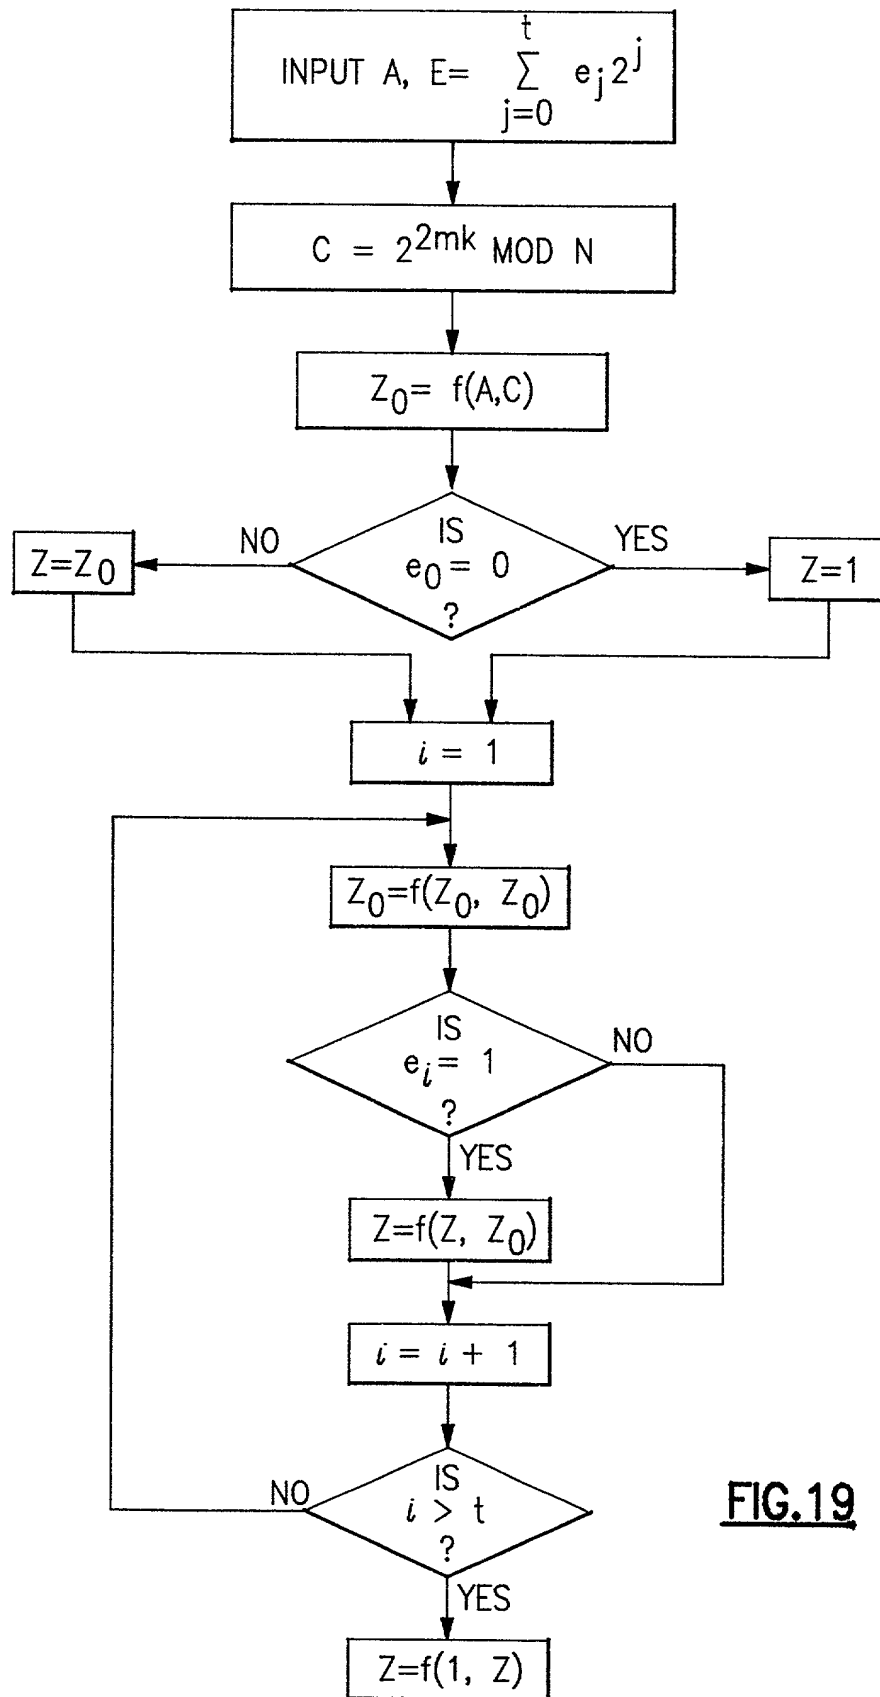 t
INPUT A, E= ∑ e_j 2^j
j=0
C = 2^2mk MOD N
Z_0= f(A,C)
IS
e_0= 0
?
NO
YES
Z=Z_0
Z=1
i = 1
Z_0=f(Z_0, Z_0)
IS
e_i= 1
?
NO
YES
Z=f(Z, Z_0)
i = i + 1
IS
i > t
?
NO
YES
Z=f(1, Z)
FIG.19